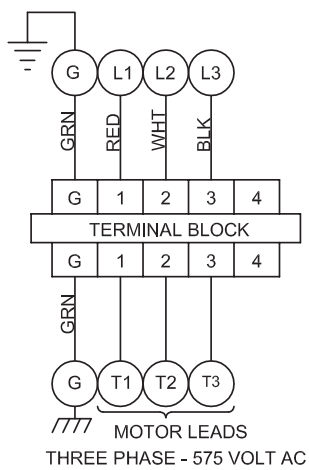 G L1 L2 L3
GRN RED WHT BLK
G 1 2 3 4
TERMINAL BLOCK
G 1 2 3 4
GRN
G T1 T2 T3
MOTOR LEADS
THREE PHASE - 575 VOLT AC